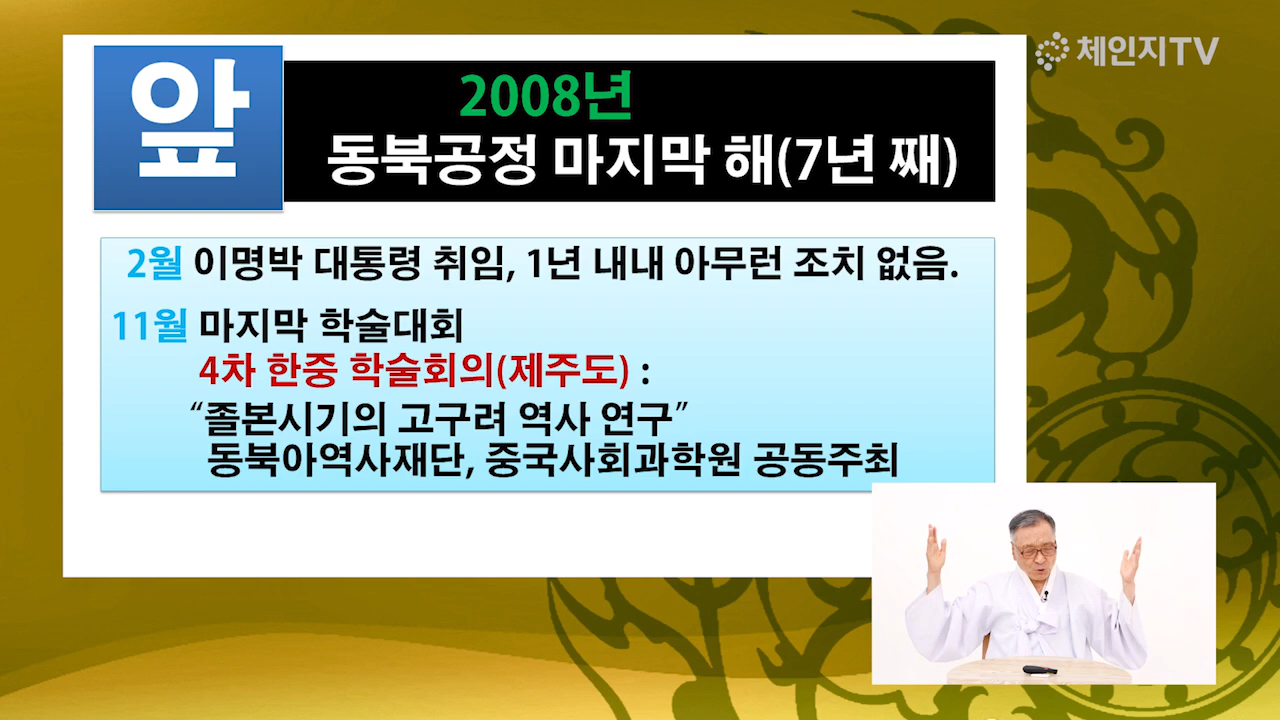 체인지TV
앞
2008년
동북공정 마지막 해(7년 째)
2월 이명박 대통령 취임, 1년 내내 아무런 조치 없음.
11월 마지막 학술대회
4차 한중 학술회의(제주도) :
“졸본시기의 고구려 역사 연구”
동북아역사재단, 중국사회과학원 공동주최